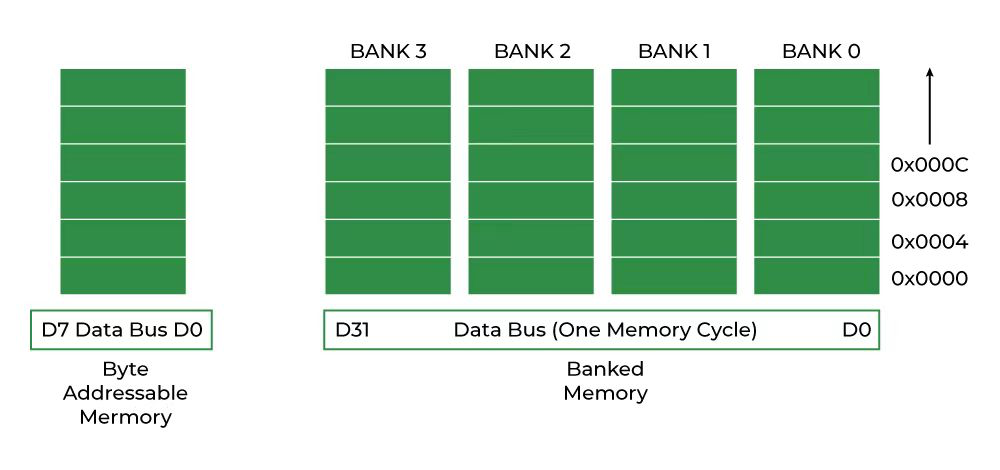 BANK 3 BANK 2 BANK 1 BANK 0
0x000C
0x0008
0x0004
0x0000
D7 Data Bus D0
D31 Data Bus (One Memory Cycle) D0
Byte
Addressable
Mermory
Banked
Memory